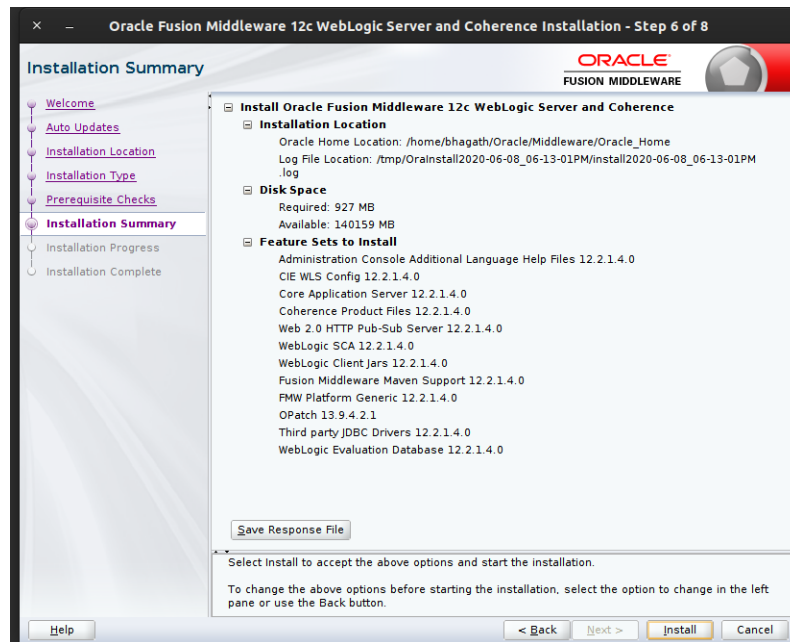 Oracle Fusion Middleware 12c WebLogic Server and Coherence Installation - Step 6 of 8
Installation Summary
ORACLE
FUSION MIDDLEWARE
Welcome
Auto Updates
Installation Location
Installation Type
Prerequisite Checks
Installation Summary
Installation Progress
Installation Complete
Install Oracle Fusion Middleware 12c WebLogic Server and Coherence
Installation Location
Oracle Home Location: /home/bhagath/Oracle/Middleware/Oracle_Home
Log File Location: /tmp/OraInstall2020-06-08_06-13-01PM/install2020-06-08_06-13-01PM
.log
Disk Space
Required: 927 MB
Available: 140159 MB
Feature Sets to Install
Administration Console Additional Language Help Files 12.2.1.4.0
CIE WLS Config 12.2.1.4.0
Core Application Server 12.2.1.4.0
Coherence Product Files 12.2.1.4.0
Web 2.0 HTTP Pub-Sub Server 12.2.1.4.0
WebLogic SCA 12.2.1.4.0
WebLogic Client Jars 12.2.1.4.0
Fusion Middleware Maven Support 12.2.1.4.0
FMW Platform Generic 12.2.1.4.0
OPatch 13.9.4.2.1
Third party JDBC Drivers 12.2.1.4.0
WebLogic Evaluation Database 12.2.1.4.0
Save Response File
Select Install to accept the above options and start the installation.
To change the above options before starting the installation, select the option to change in the left
pane or use the Back button.
Help
< Back
Next >
Install
Cancel